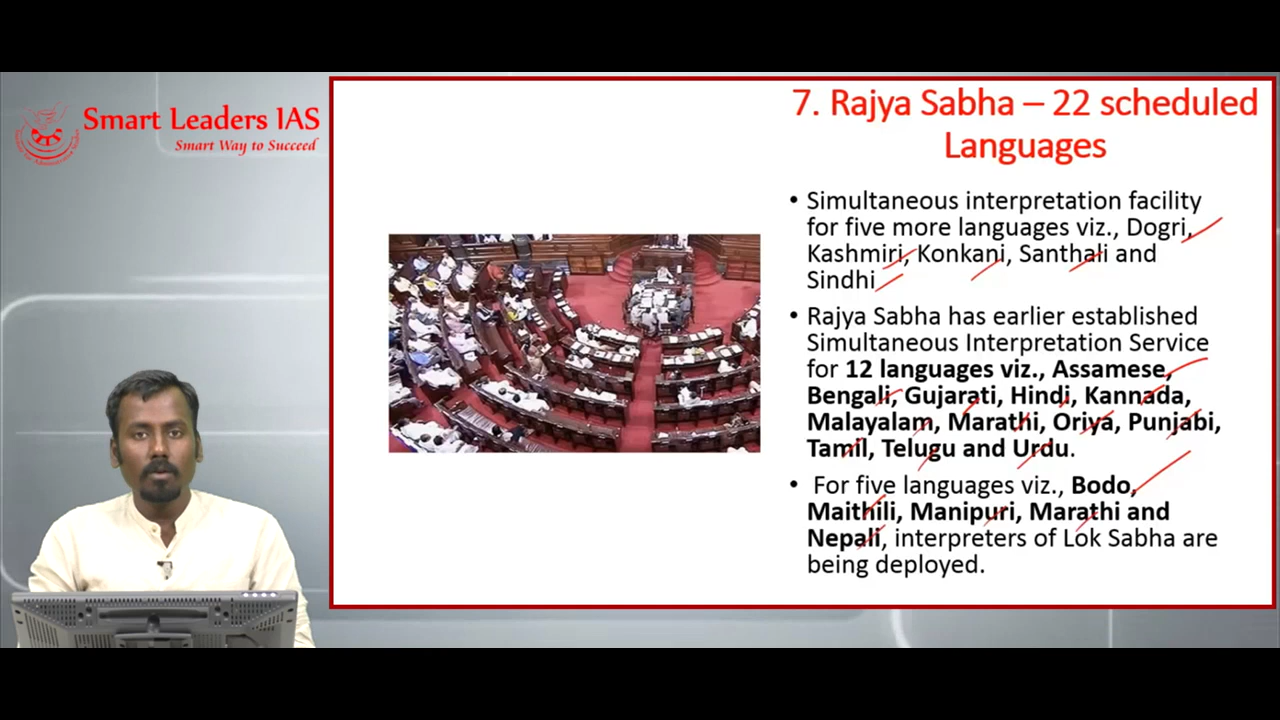 Smart Leaders IAS
Smart Way to Succeed
7. Rajya Sabha – 22 scheduled
Languages
• Simultaneous interpretation facility
for five more languages viz., Dogri,
Kashmiri, Konkani, Santhali and
Sindhi
• Rajya Sabha has earlier established
Simultaneous Interpretation Service
for 12 languages viz., Assamese,
Bengali, Gujarati, Hindi, Kannada,
Malayalam, Marathi, Oriya, Punjabi,
Tamil, Telugu and Urdu.
• For five languages viz., Bodo,
Maithili, Manipuri, Marathi and
Nepali, interpreters of Lok Sabha are
being deployed.